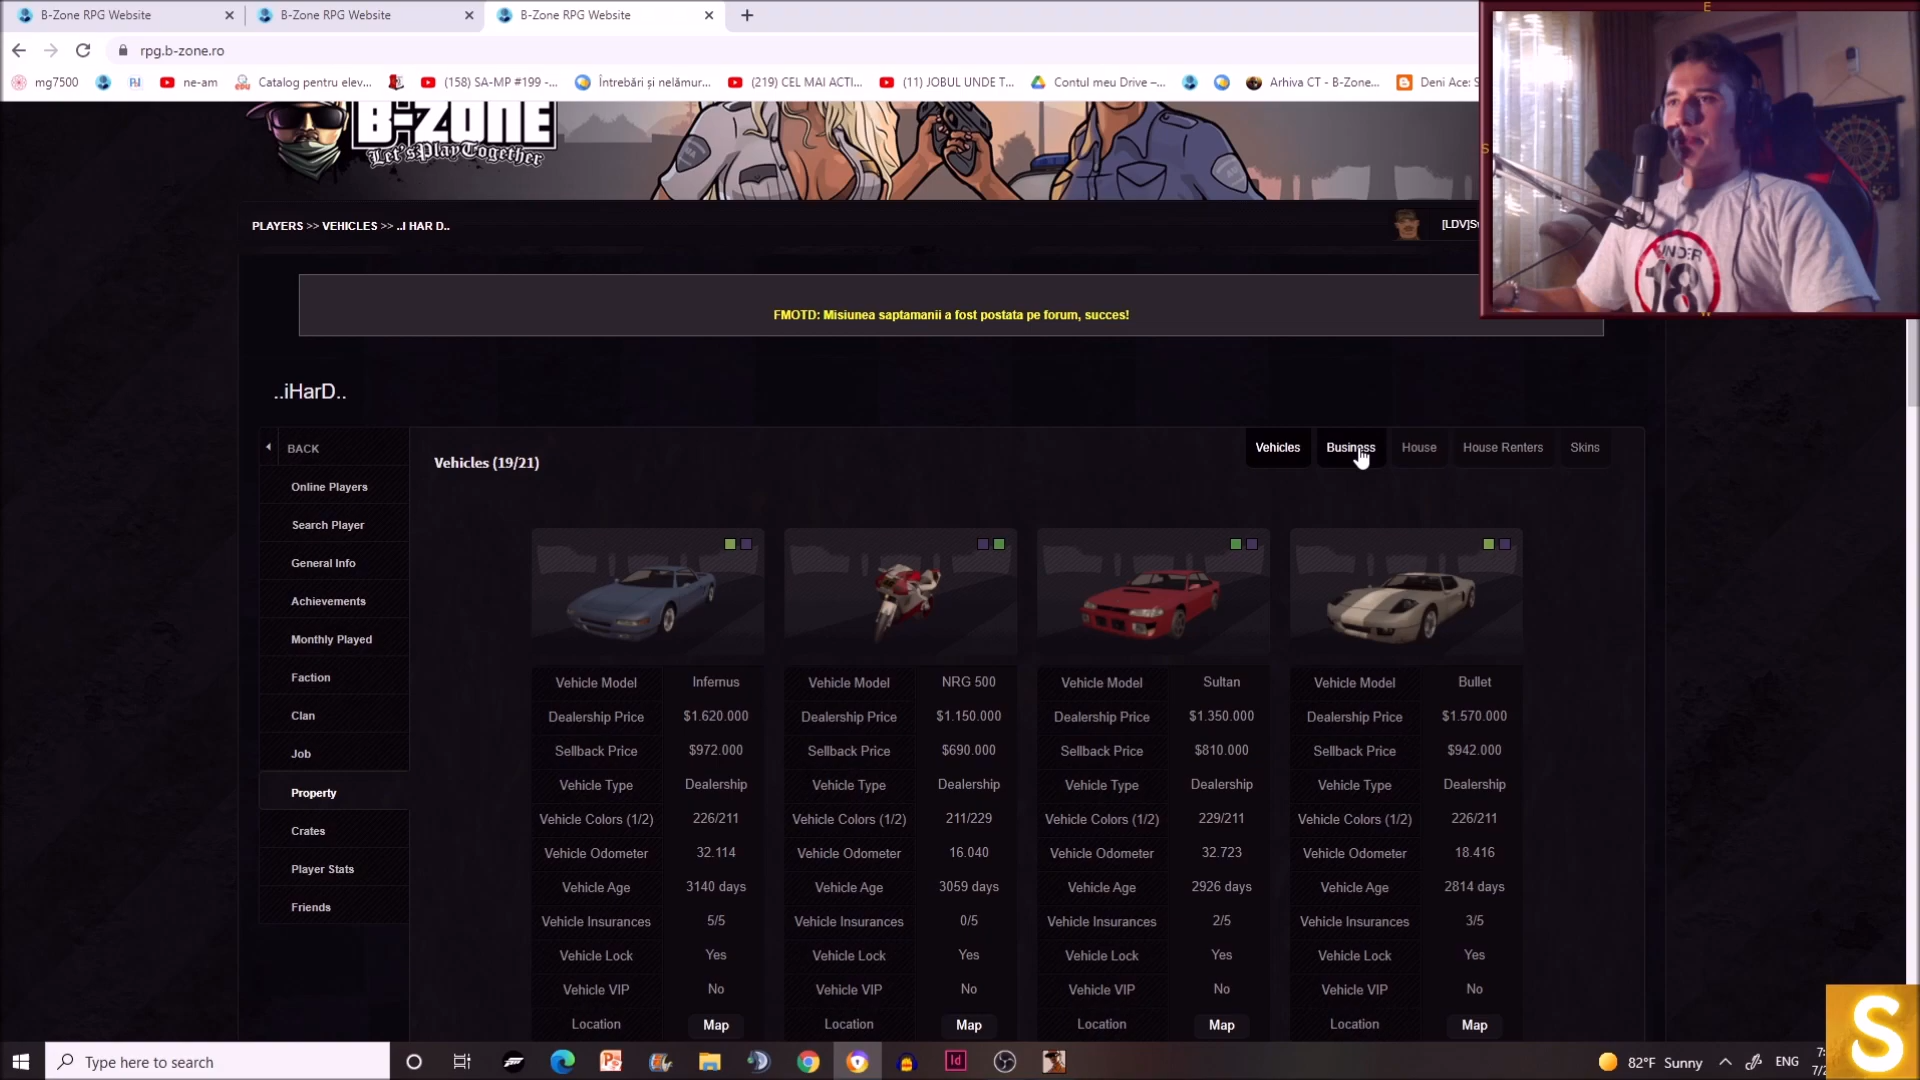 B-Zone RPG Website
B-Zone RPG Website
B-Zone RPG Website
rpg.b-zone.ro
mg7500
ne-am
Catalog pentru elev...
(158) SA-MP #199 -...
Întrebări și nelămur...
(219) CEL MAI ACTI...
(11) JOBUL UNDE T...
Contul meu Drive –...
Arhiva CT - B-Zone...
Deni Ace: S
B-ZONE
Let'sPlayTogether
PLAYERS >> VEHICLES >> ..I HAR D..
FMOTD: Misiunea saptamanii a fost postata pe forum, succes!
UNDER
18
E
S
..iHarD..
BACK
Online Players
Search Player
General Info
Achievements
Monthly Played
Faction
Clan
Job
Property
Crates
Player Stats
Friends
Vehicles (19/21)
Vehicles Business House House Renters Skins
Vehicle Model Infernus Vehicle Model NRG 500 Vehicle Model Sultan Vehicle Model Bullet
Dealership Price $1.620.000 Dealership Price $1.150.000 Dealership Price $1.350.000 Dealership Price $1.570.000
Sellback Price $972.000 Sellback Price $690.000 Sellback Price $810.000 Sellback Price $942.000
Vehicle Type Dealership Vehicle Type Dealership Vehicle Type Dealership Vehicle Type Dealership
Vehicle Colors (1/2) 226/211 Vehicle Colors (1/2) 211/229 Vehicle Colors (1/2) 229/211 Vehicle Colors (1/2) 226/211
Vehicle Odometer 32.114 Vehicle Odometer 16.040 Vehicle Odometer 32.723 Vehicle Odometer 18.416
Vehicle Age 3140 days Vehicle Age 3059 days Vehicle Age 2926 days Vehicle Age 2814 days
Vehicle Insurances 5/5 Vehicle Insurances 0/5 Vehicle Insurances 2/5 Vehicle Insurances 3/5
Vehicle Lock Yes Vehicle Lock Yes Vehicle Lock Yes Vehicle Lock Yes
Vehicle VIP No Vehicle VIP No Vehicle VIP No Vehicle VIP No
Location Map Location Map Location Map Location Map
S
Type here to search
Id
82°F Sunny
ENG